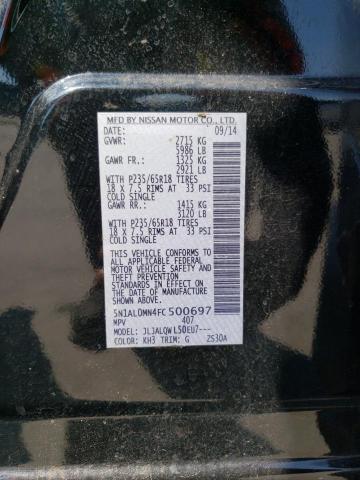 MFD BY NISSAN MOTOR CO., LTD.
DATE: 09/14
GVWR: 2715 KG
5986 LB
GAWR FR: 1325 KG
2921 LB
WITH P235/65R18 TIRES
18 X 7.5 RIMS AT 33 PSI
COLD SINGLE
GAWR RR: 1415 KG
3120 LB
WITH P235/65R18 TIRES
18 X 7.5 RIMS AT 33 PSI
COLD SINGLE
THIS VEHICLE CONFORMS TO
ALL APPLICABLE FEDERAL
MOTOR VEHICLE SAFETY AND
THEFT PREVENTION STANDARDS
IN EFFECT ON THE DATE OF
MANUFACTURE SHOWN ABOVE.
5N1AL0MN4FC500697
MPV 407
MODEL: JLJALQWL50EU7---
COLOR: KH3 TRIM: G ZS30A